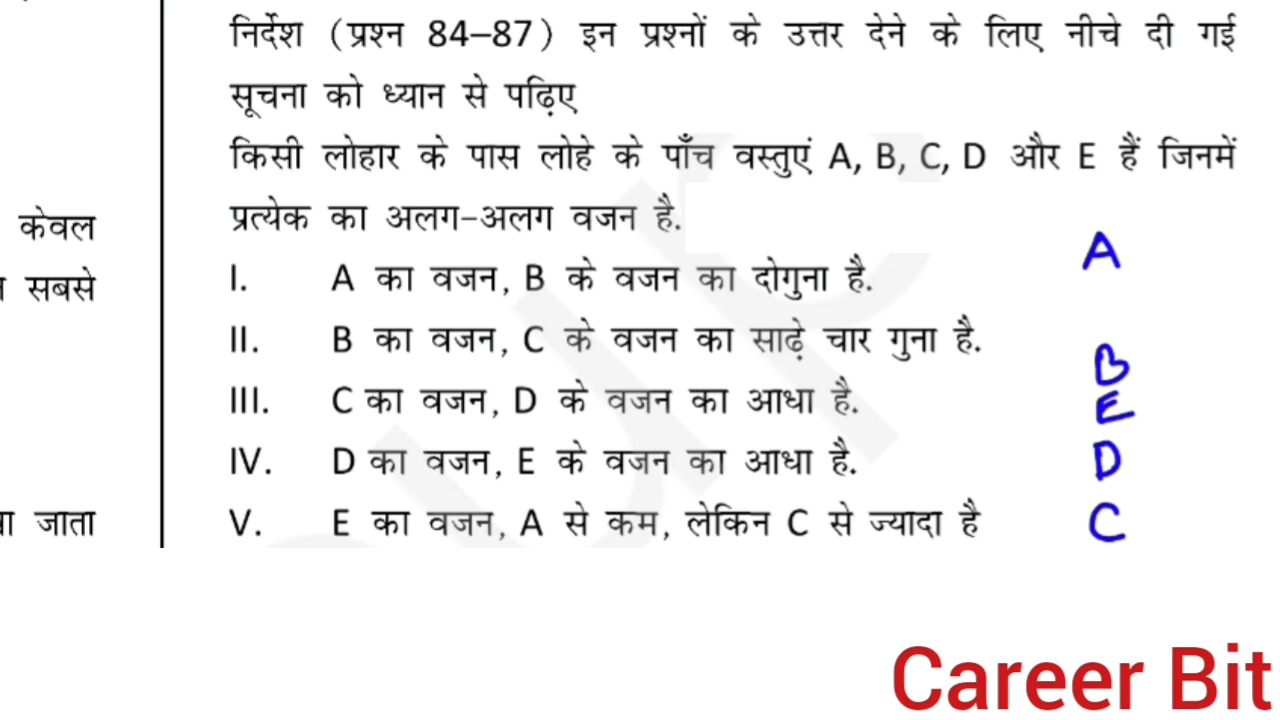 निर्देश (प्रश्न 84–87) इन प्रश्नों के उत्तर देने के लिए नीचे दी गई
सूचना को ध्यान से पढ़िए
किसी लोहार के पास लोहे के पाँच वस्तुएं A, B, C, D और E हैं जिनमें
प्रत्येक का अलग-अलग वजन है.
I. A का वजन, B के वजन का दोगुना है.
II. B का वजन, C के वजन का साढ़े चार गुना है.
III. C का वजन, D के वजन का आधा है.
IV. D का वजन, E के वजन का आधा है.
V. E का वजन, A से कम, लेकिन C से ज्यादा है
केवल
सबसे
जाता
A
B
E
D
C
Career Bit